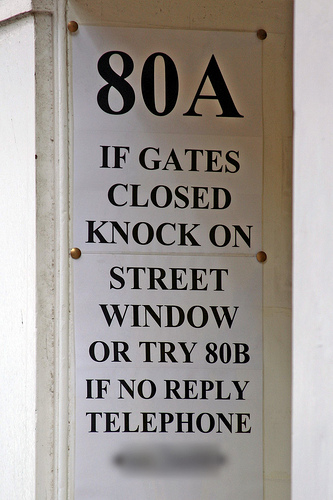 80A
IF GATES
CLOSED
KNOCK ON
STREET
WINDOW
OR TRY 80B
IF NO REPLY
TELEPHONE